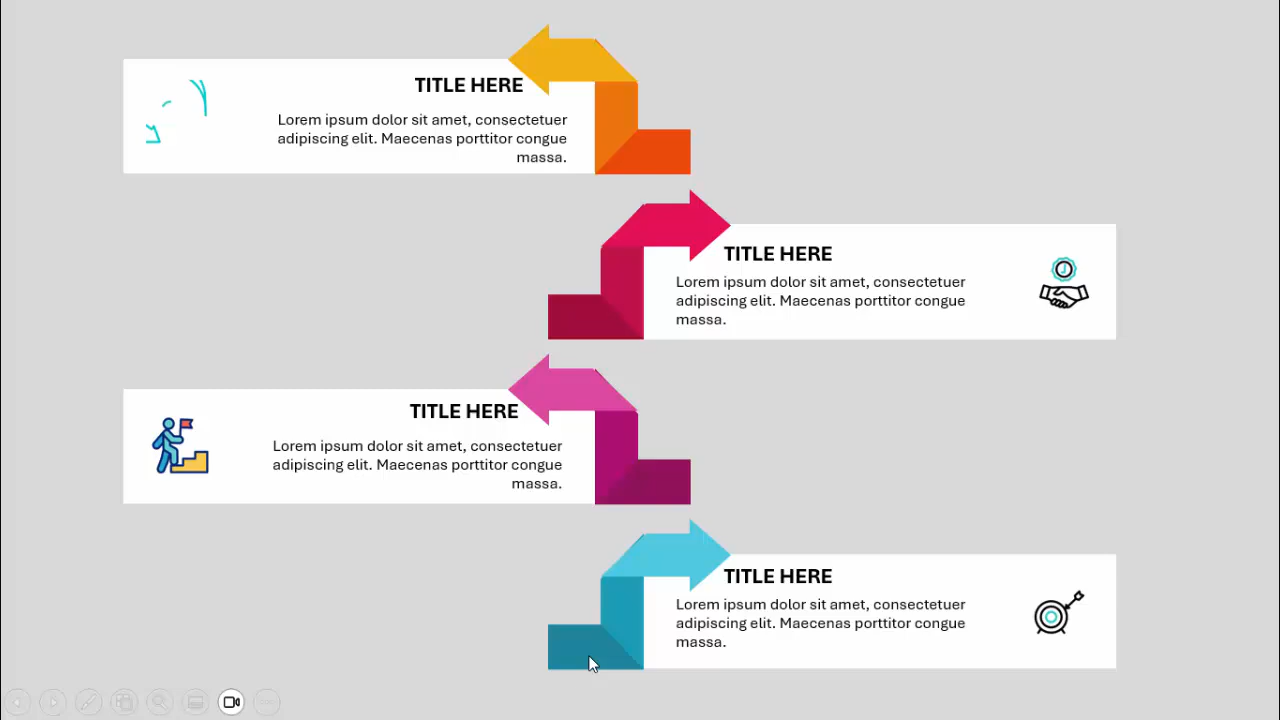 TITLE HERE
Lorem ipsum dolor sit amet, consectetuer
adipiscing elit. Maecenas porttitor congue
massa.
TITLE HERE
Lorem ipsum dolor sit amet, consectetuer
adipiscing elit. Maecenas porttitor congue
massa.
TITLE HERE
Lorem ipsum dolor sit amet, consectetuer
adipiscing elit. Maecenas porttitor congue
massa.
TITLE HERE
Lorem ipsum dolor sit amet, consectetuer
adipiscing elit. Maecenas porttitor congue
massa.